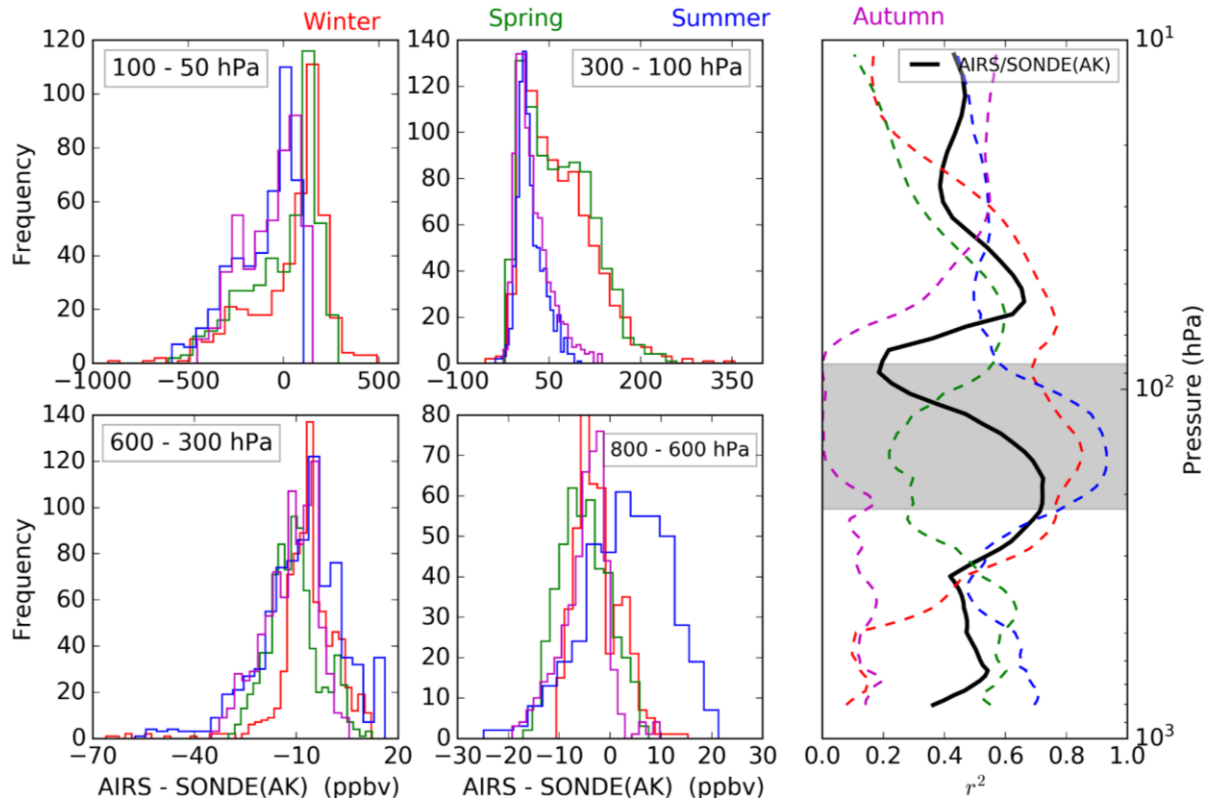 Winter Spring Summer Autumn
100 - 50 hPa
Frequency
120
100
80
60
40
20
0
−1000 −500 0 500
300 - 100 hPa
140
120
100
80
60
40
20
0
−100 50 200 350
600 - 300 hPa
Frequency
140
120
100
80
60
40
20
0
−70 −40 −10 20
AIRS - SONDE(AK) (ppbv)
800 - 600 hPa
80
70
60
50
40
30
20
10
0
−30 −20 −10 0 10 20 30
AIRS - SONDE(AK) (ppbv)
AIRS/SONDE(AK)
10¹
10²
10³
Pressure (hPa)
0.0 0.2 0.4 0.6 0.8 1.0
r²